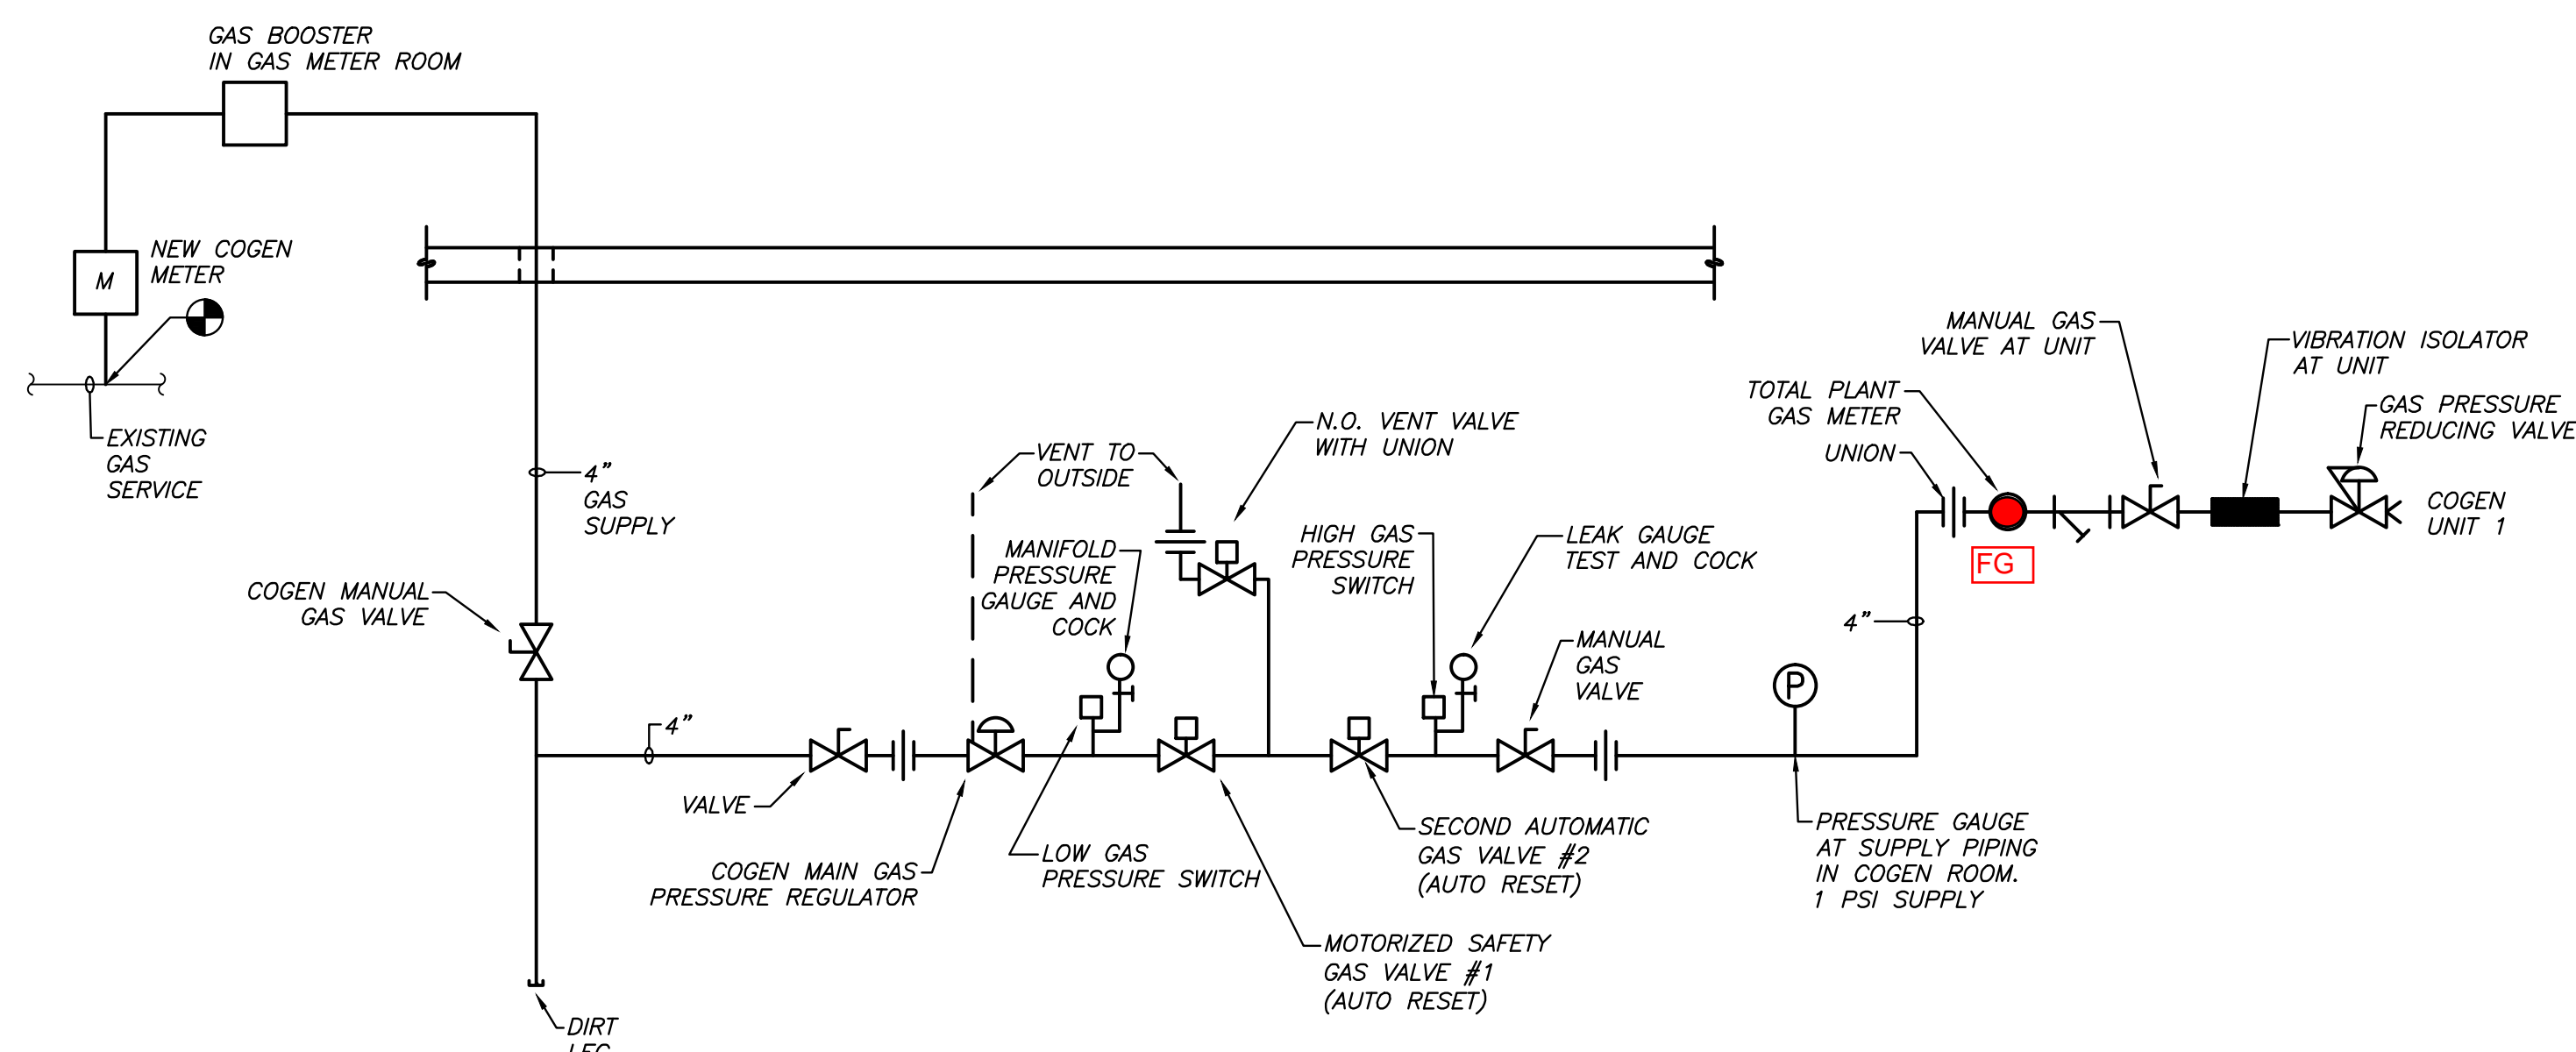 GAS BOOSTER
IN GAS METER ROOM
NEW COGEN
METER
M
EXISTING
GAS
SERVICE
4"
GAS
SUPPLY
COGEN MANUAL
GAS VALVE
4"
VALVE
COGEN MAIN GAS
PRESSURE REGULATOR
DIRT
LEG
VENT TO
OUTSIDE
MANIFOLD
PRESSURE
GAUGE AND
COCK
LOW GAS
PRESSURE SWITCH
N.O. VENT VALVE
WITH UNION
HIGH GAS
PRESSURE
SWITCH
LEAK GAUGE
TEST AND COCK
MANUAL
GAS
VALVE
SECOND AUTOMATIC
GAS VALVE #2
(AUTO RESET)
MOTORIZED SAFETY
GAS VALVE #1
(AUTO RESET)
P
PRESSURE GAUGE
AT SUPPLY PIPING
IN COGEN ROOM.
1 PSI SUPPLY
4"
MANUAL GAS
VALVE AT UNIT
TOTAL PLANT
GAS METER
UNION
FG
VIBRATION ISOLATOR
AT UNIT
GAS PRESSURE
REDUCING VALVE
COGEN
UNIT 1